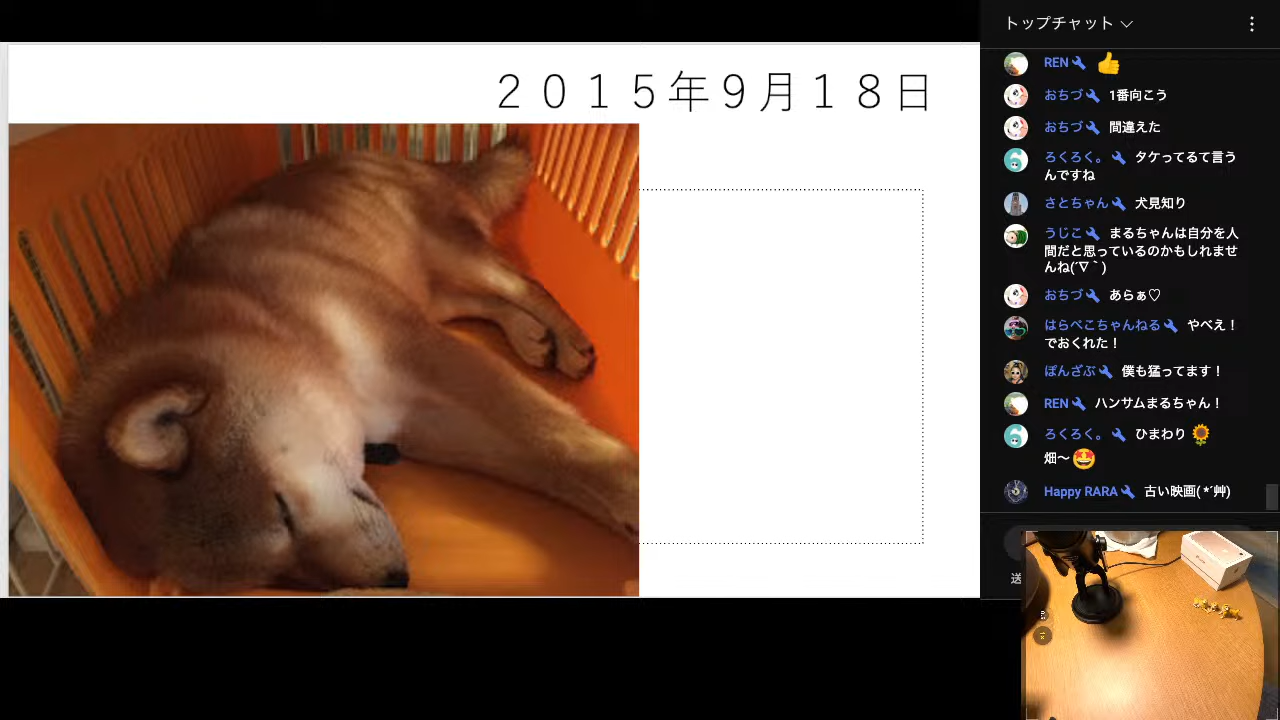 ２０１５年９月１８日
トップチャット
REN 👍
おちづ 1番向こう
おちづ 間違えた
ろくろく。 タケってるて言う
んですね
さとちゃん 犬見知り
うじこ まるちゃんは自分を人
間だと思っているのかもしれませ
んね(∇｀)
おちづ あらぁ♡
はらぺこちゃんねる やべえ！
でおくれた！
ぽんざぶ 僕も猛ってます！
REN ハンサムまるちゃん！
ろくろく。 ひまわり🌻
畑〜🤩
Happy RARA 古い映画( *´艸)
送